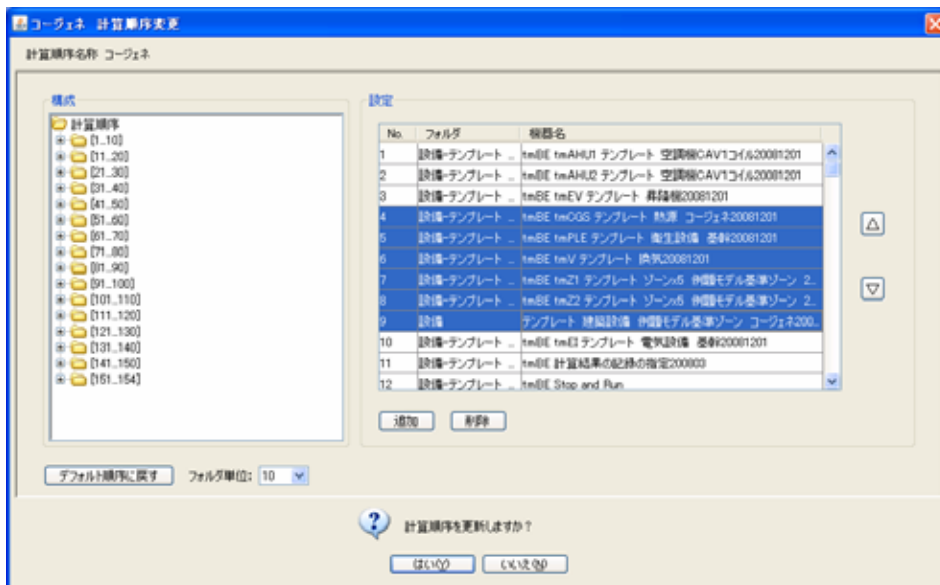 コージェネ 計算順序変更
計算順序名称 コージェネ
構成
計算順序
[1..10]
[11..20]
[21..30]
[31..40]
[41..50]
[51..60]
[61..70]
[71..80]
[81..90]
[91..100]
[101..110]
[111..120]
[121..130]
[131..140]
[141..150]
[151..154]
設定
No. フォルダ 機器名
1 設備-テンプレート ... tmBE tmAHU1 テンプレート 空調機CAV1コイル20081201
2 設備-テンプレート ... tmBE tmAHU2 テンプレート 空調機CAV1コイル20081201
3 設備-テンプレート ... tmBE tmEV テンプレート 昇降機20081201
4 設備-テンプレート ... tmBE tmCGS テンプレート 熱源 コージェネ20081201
5 設備-テンプレート ... tmBE tmPLE テンプレート 衛生設備 基幹20081201
6 設備-テンプレート ... tmBE tmV テンプレート 換気20081201
7 設備-テンプレート ... tmBE tmZ1 テンプレート ゾーンx5 併闘モデル基準ゾーン 2...
8 設備-テンプレート ... tmBE tmZ2 テンプレート ゾーンx5 併闘モデル基準ゾーン 2...
9 設備 テンプレート 建築設備 併闘モデル基準ゾーン コージェネ200...
10 設備-テンプレート ... tmBE tmEI テンプレート 電気設備 基幹20081201
11 設備-テンプレート ... tmBE 計算結果の記録の指定200803
12 設備-テンプレート ... tmBE Stop and Run
追加 削除
デフォルト順序に戻す フォルダ単位: 10
計算順序を更新しますか?
はい(Y) いいえ(N)